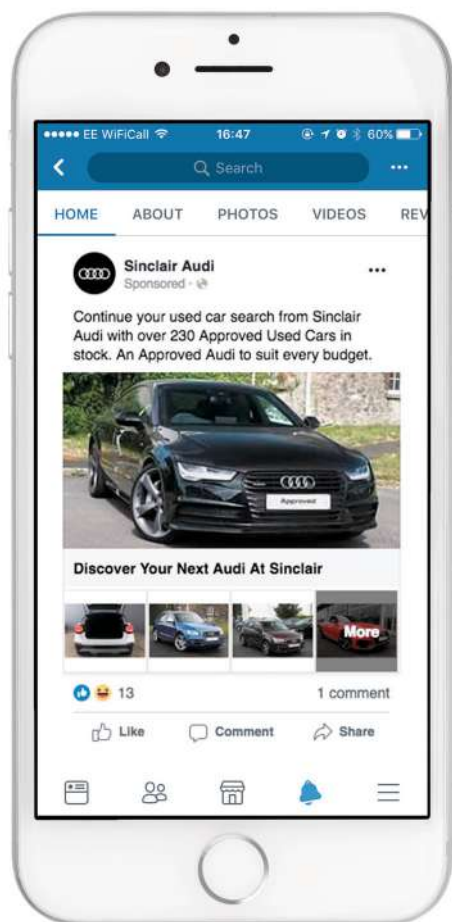 EE WiFiCall 16:47 60%
Search
HOME ABOUT PHOTOS VIDEOS REV
Sinclair Audi
Sponsored ·
Continue your used car search from Sinclair
Audi with over 230 Approved Used Cars in
stock. An Approved Audi to suit every budget.
Approved
Discover Your Next Audi At Sinclair
More
13 1 comment
Like Comment Share